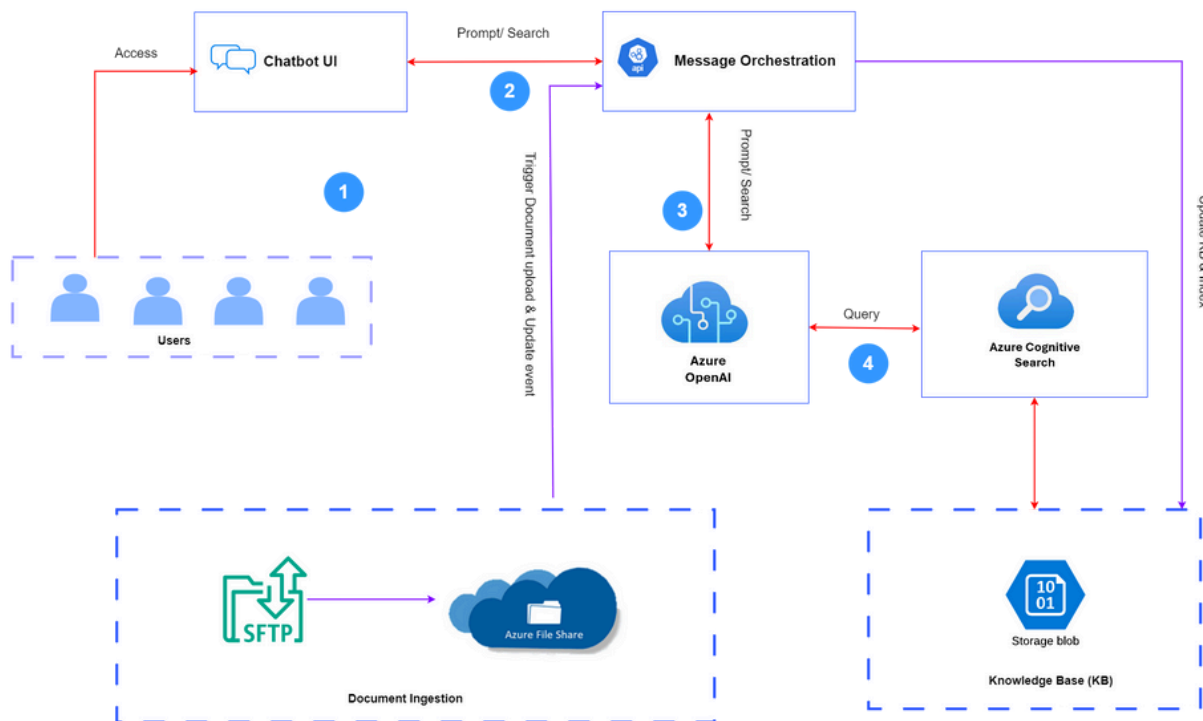 Access
Chatbot UI
Prompt/ Search
2
api
Message Orchestration
1
Trigger Document upload & Update event
3
Prompt/ Search
Users
Azure
OpenAI
Query
4
Azure Cognitive
Search
SFTP
Azure File Share
Document Ingestion
10
01
Storage blob
Knowledge Base (KB)